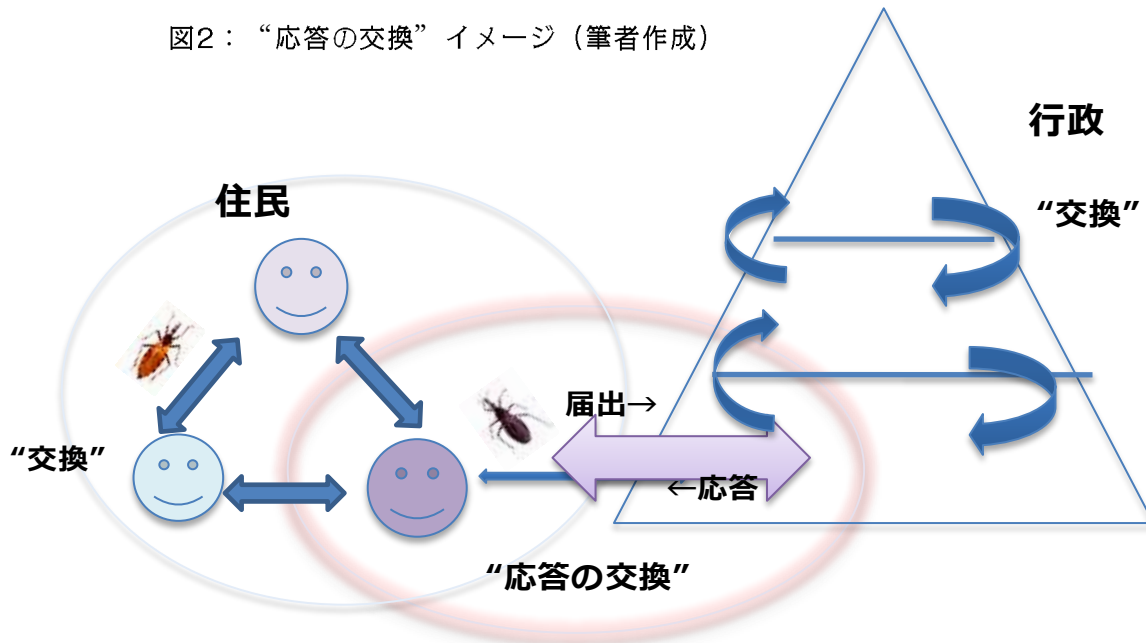 図2：“応答の交換”イメージ（筆者作成）
行政
住民
“交換”
届出→
“交換”
←応答
“応答の交換”